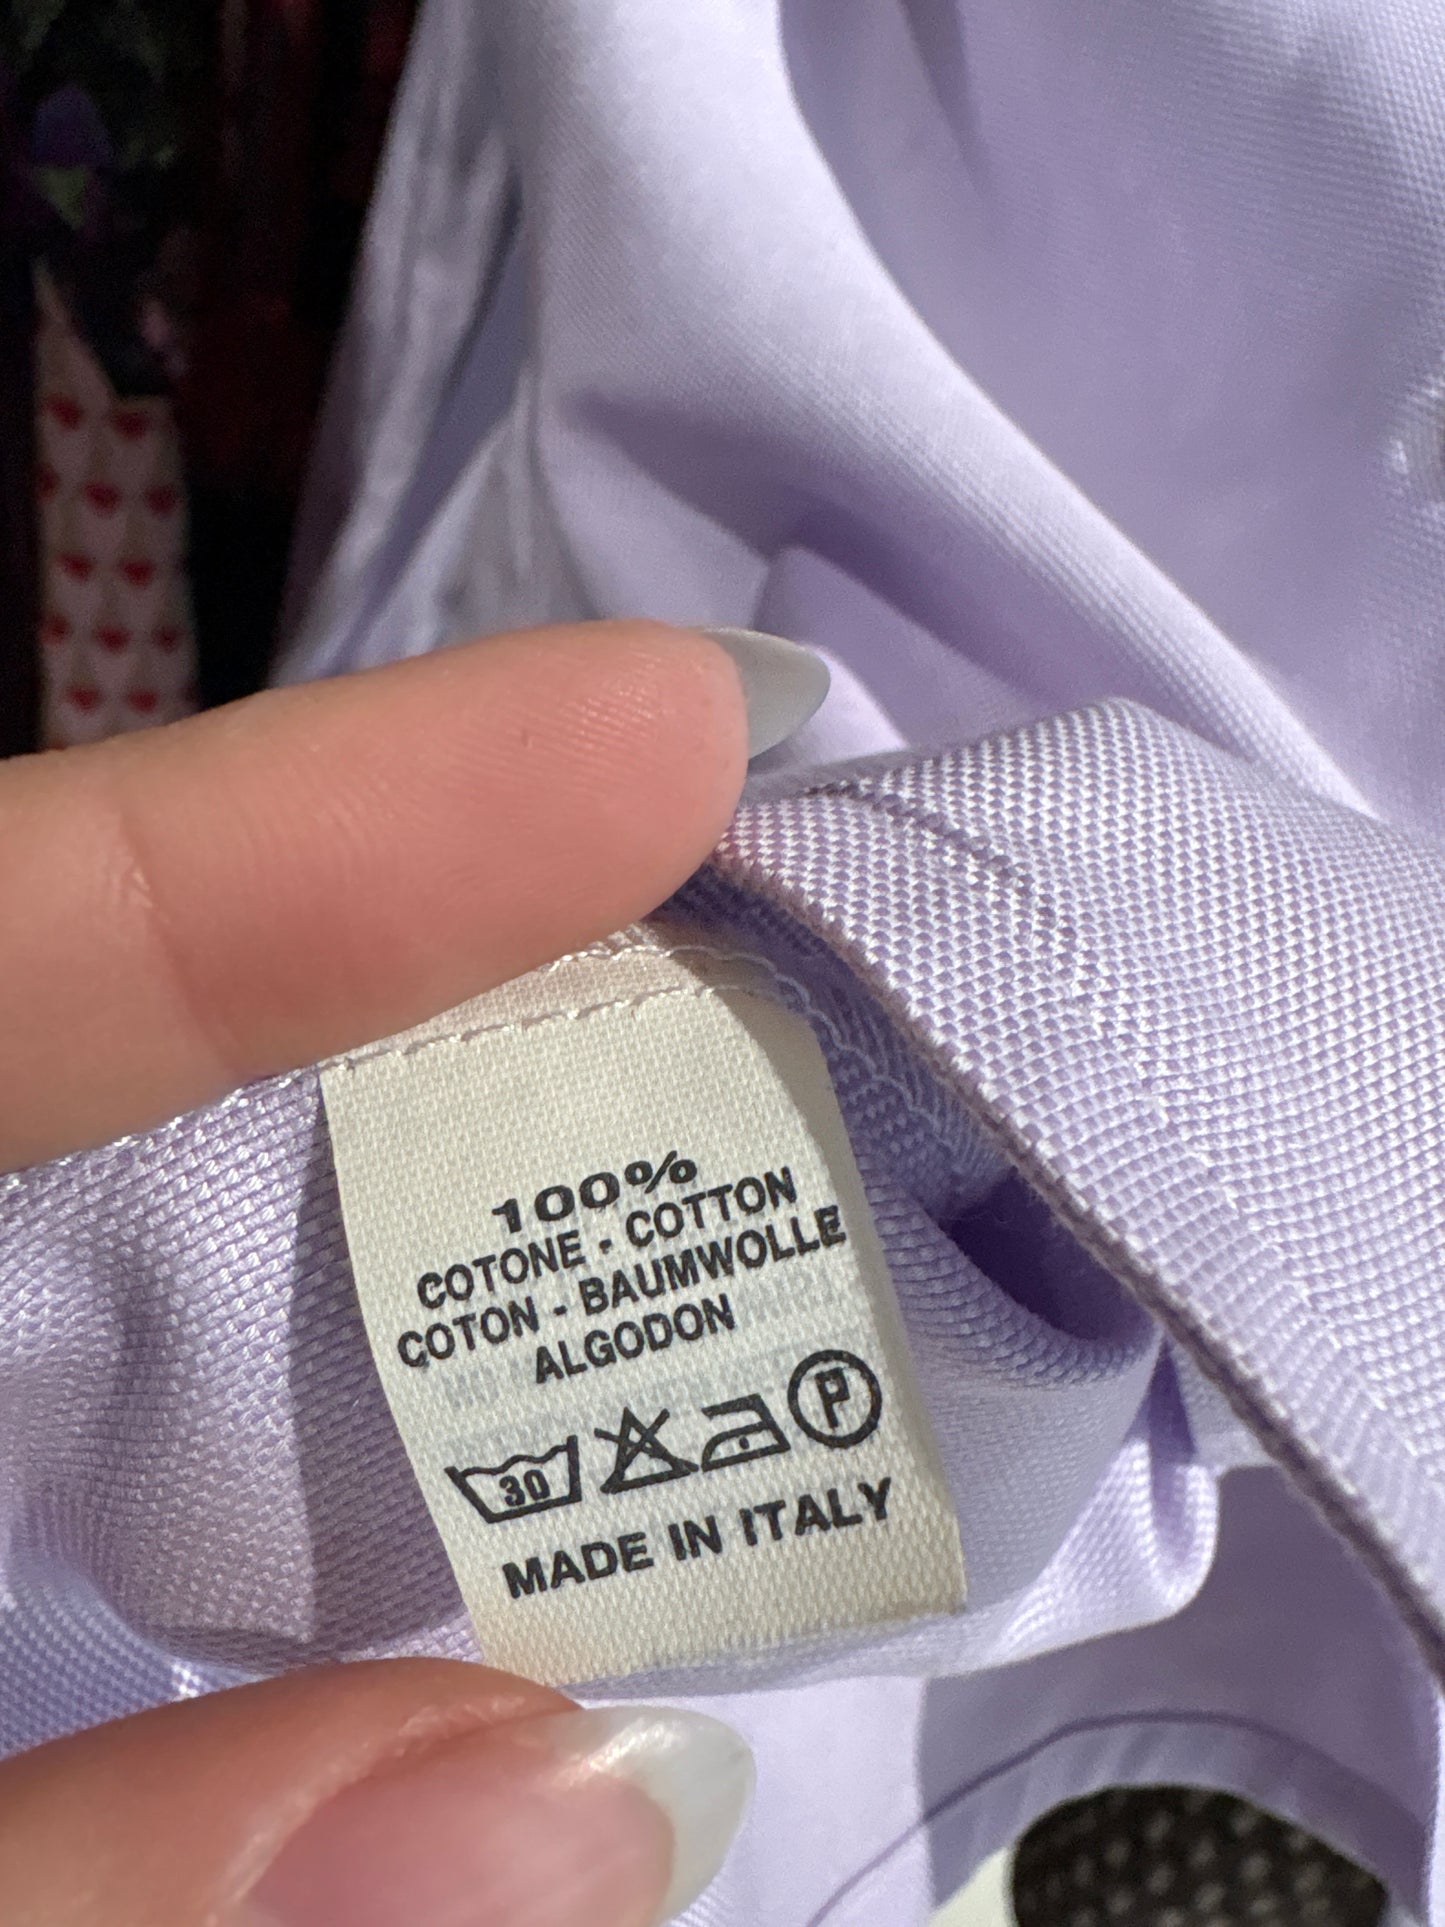 100%
COTONE - COTTON
COTON - BAUMWOLLE
ALGODON
30 P
MADE IN ITALY